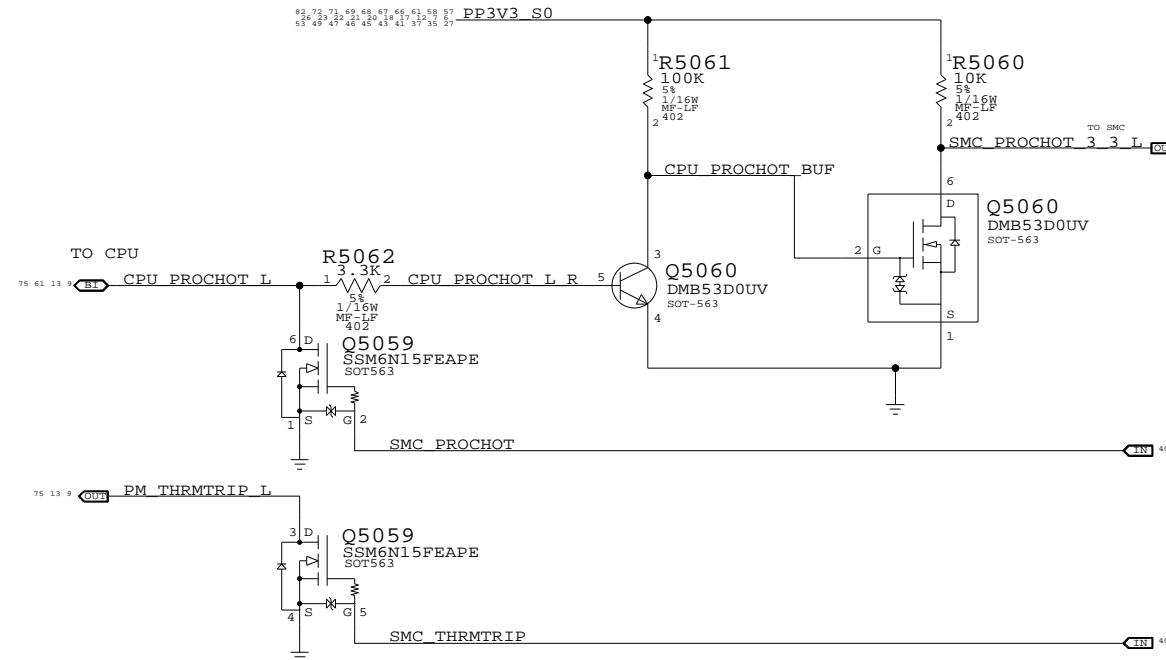 82 72 71 69 68 67 66 61 58 57
26 23 22 21 20 18 17 12 7 6
53 49 47 46 45 43 41 37 35 27
PP3V3_S0
1
R5061
100K
5%
1/16W
MF-LF
402
2
1
R5060
10K
5%
1/16W
MF-LF
402
2
TO SMC
SMC_PROCHOT_3_3_L
CPU_PROCHOT_BUF
6
D
Q5060
DMB53D0UV
SOT-563
2 G
S
1
TO CPU
75 61 13 9 BI CPU_PROCHOT_L
R5062
1 3.3K 2
5%
1/16W
MF-LF
402
CPU_PROCHOT_L_R 5
3
Q5060
DMB53D0UV
SOT-563
4
6 D
Q5059
SSM6N15FEAPE
SOT563
1 S G 2
SMC_PROCHOT
IN 40
75 13 9 OUT PM_THRMTRIP_L
3 D
Q5059
SSM6N15FEAPE
SOT563
4 S G 5
SMC_THRMTRIP
IN 40